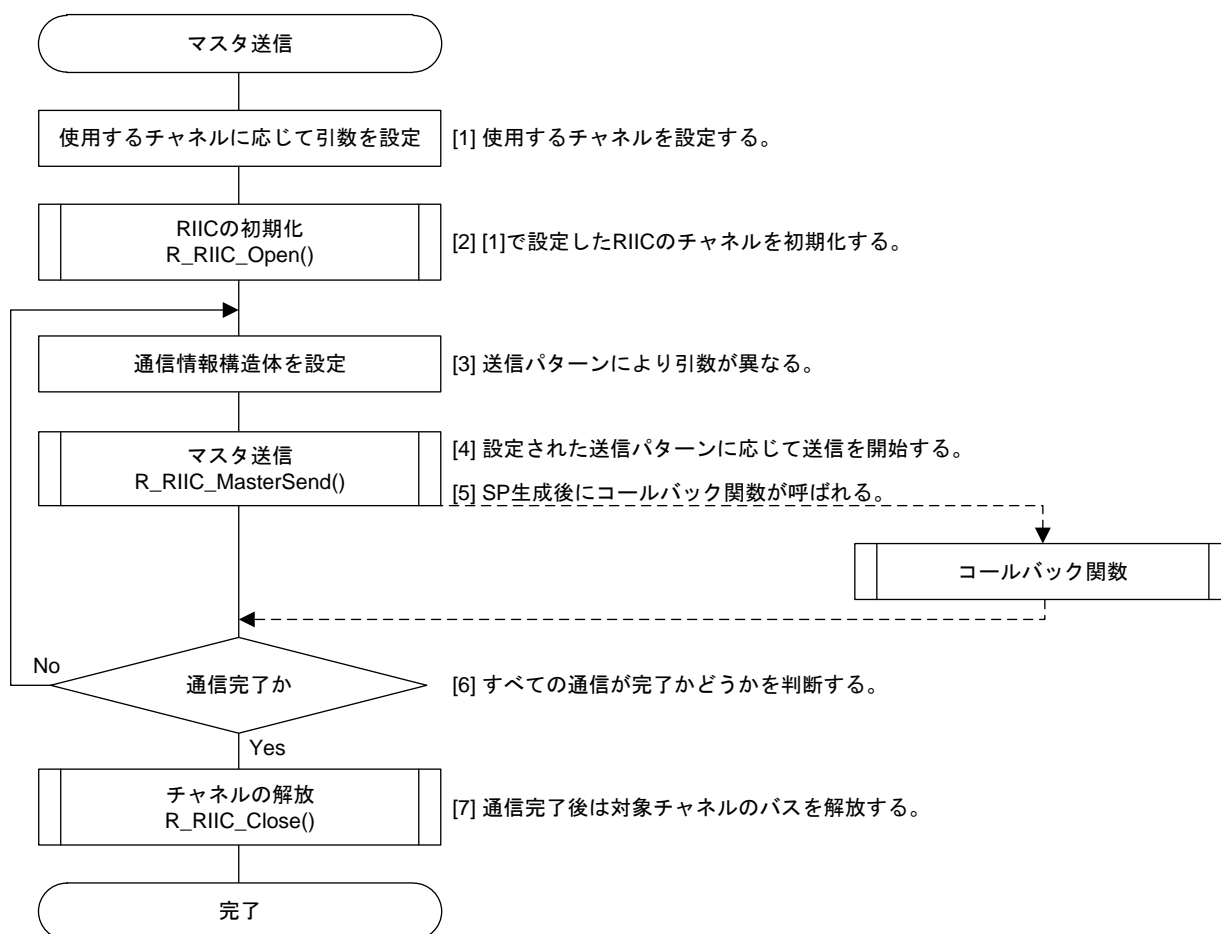 マスタ送信
使用するチャネルに応じて引数を設定
[1] 使用するチャネルを設定する。
RIICの初期化
R_RIIC_Open()
[2] [1]で設定したRIICのチャネルを初期化する。
通信情報構造体を設定
[3] 送信パターンにより引数が異なる。
マスタ送信
R_RIIC_MasterSend()
[4] 設定された送信パターンに応じて送信を開始する。
[5] SP生成後にコールバック関数が呼ばれる。
コールバック関数
No
通信完了か
[6] すべての通信が完了かどうかを判断する。
Yes
チャネルの解放
R_RIIC_Close()
[7] 通信完了後は対象チャネルのバスを解放する。
完了